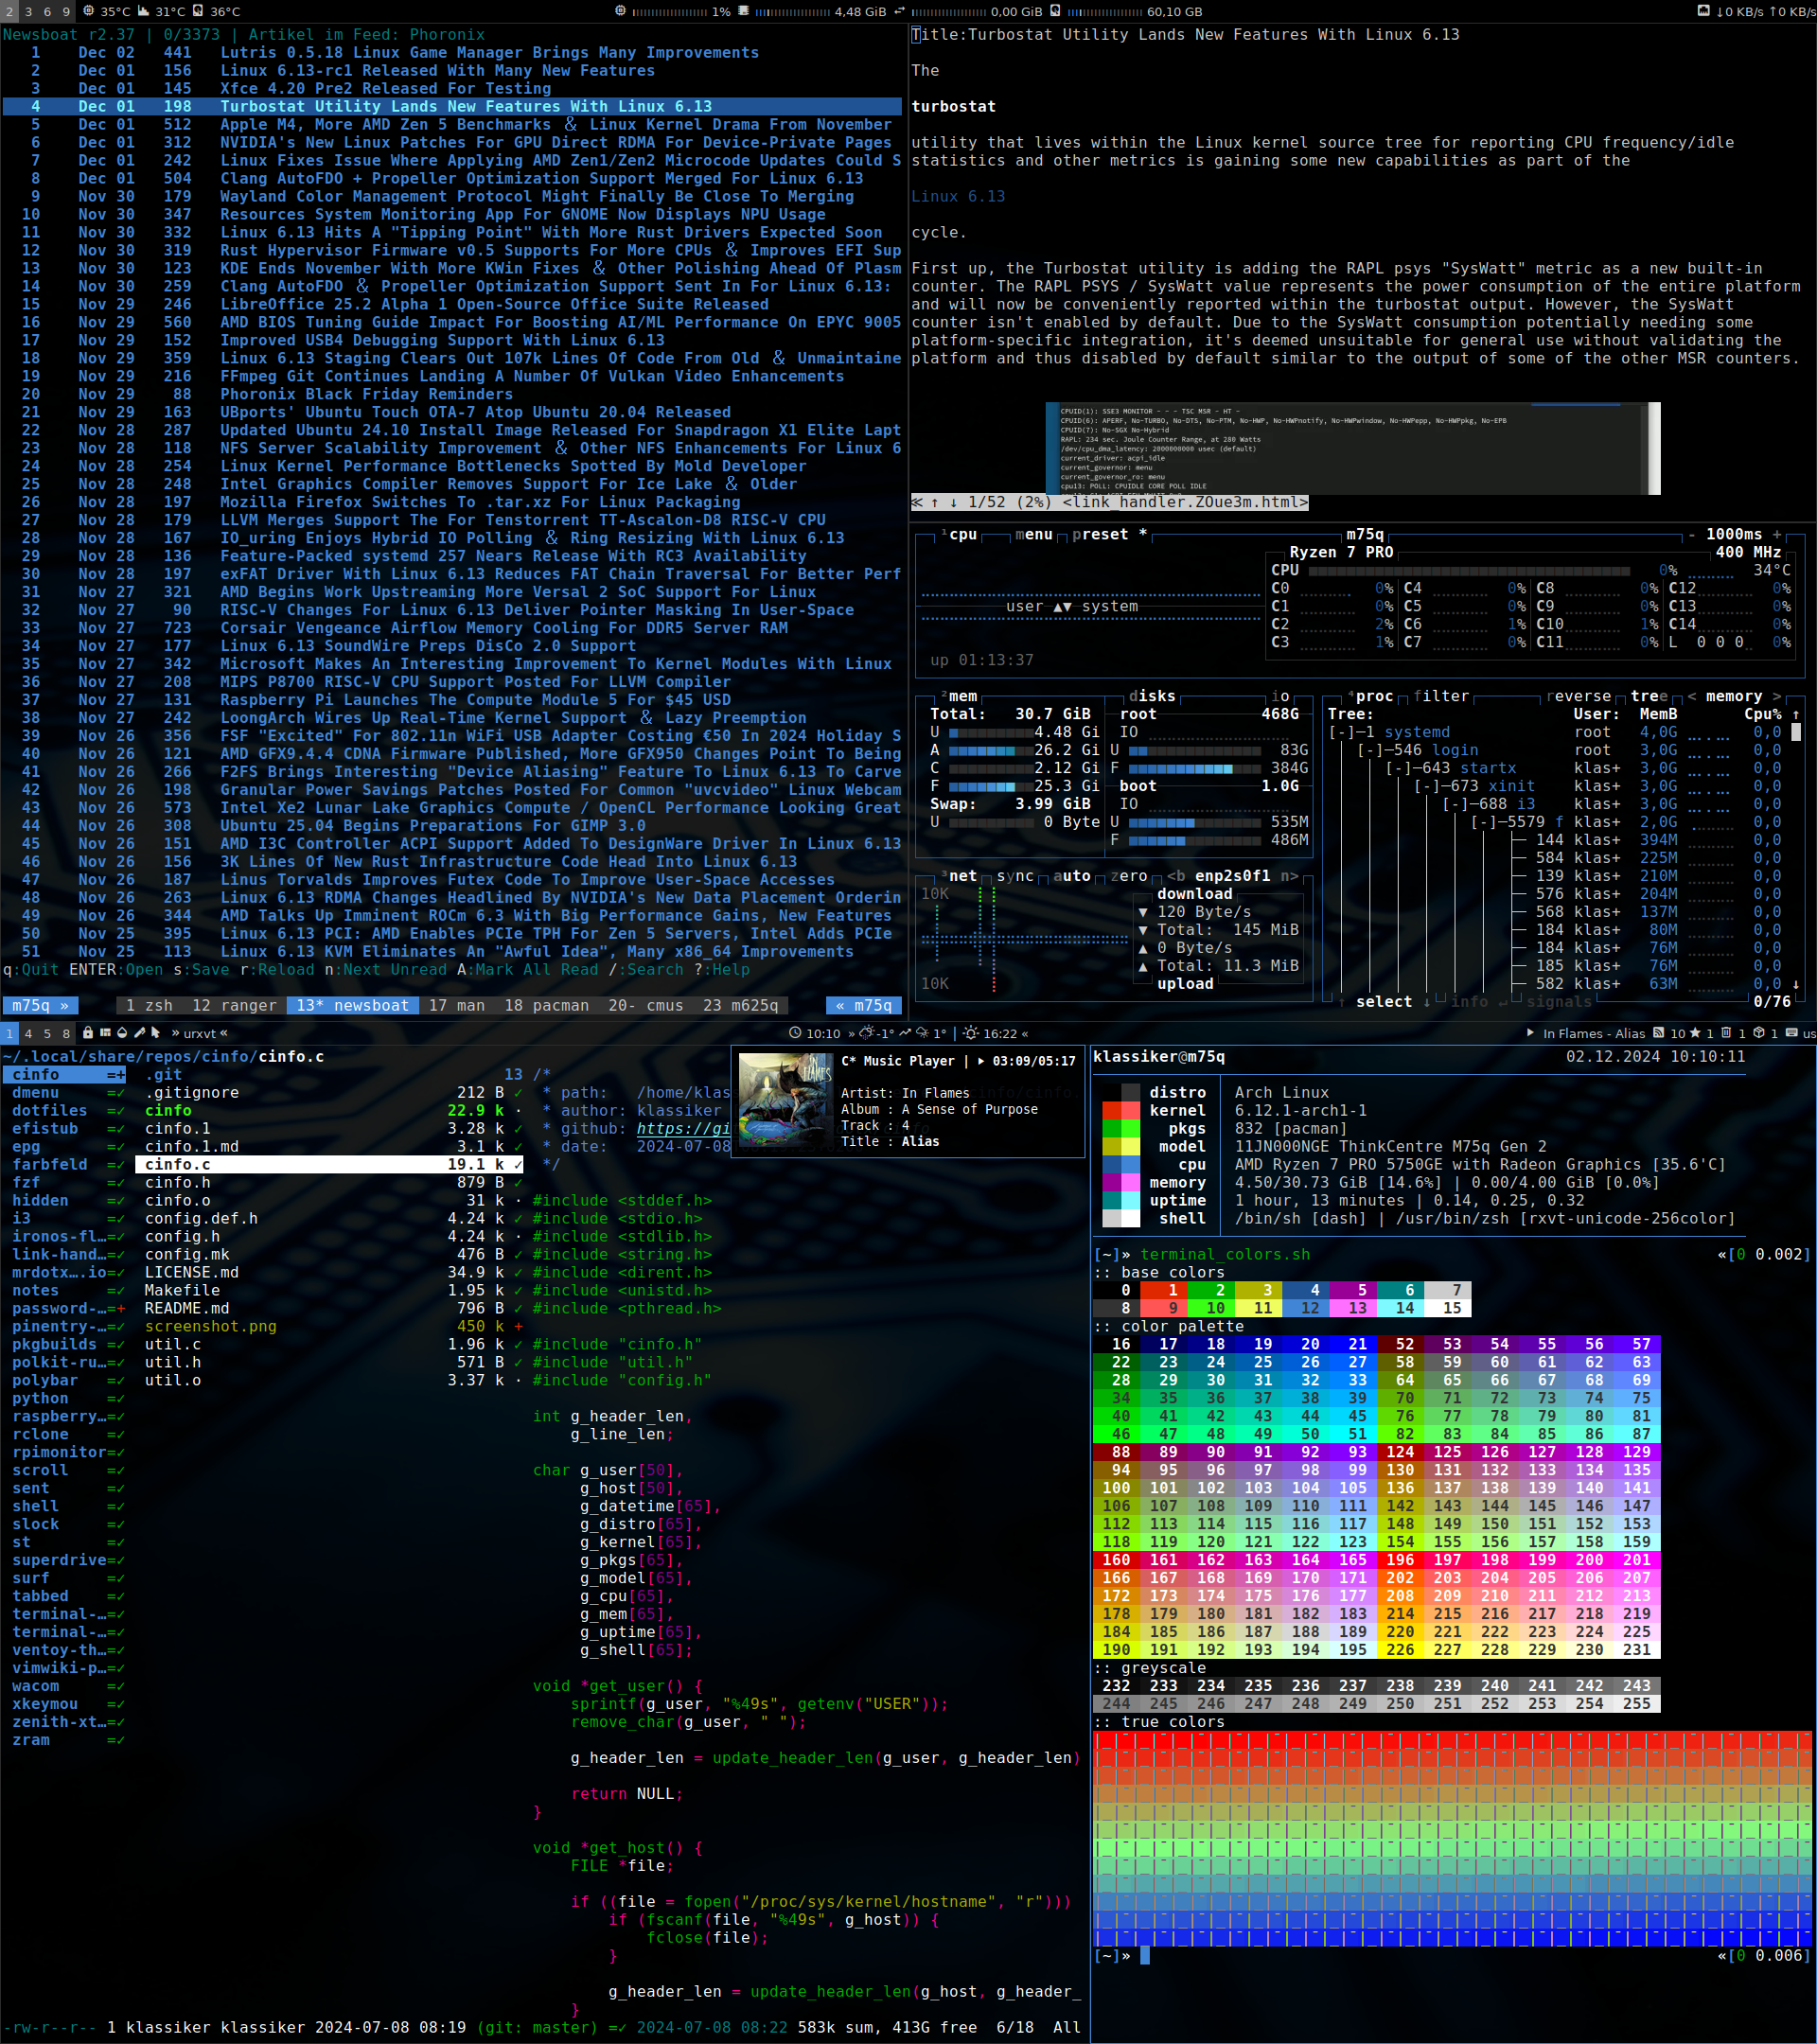 2 3 6 9 35°C 31°C 36°C 1% 4,48 GiB 0,00 GiB 60,10 GB ↓0 KB/s ↑0 KB/s
Newsboat r2.37 | 0/3373 | Artikel im Feed: Phoronix
1 Dec 02 441 Lutris 0.5.18 Linux Game Manager Brings Many Improvements
2 Dec 01 156 Linux 6.13-rc1 Released With Many New Features
3 Dec 01 145 Xfce 4.20 Pre2 Released For Testing
4 Dec 01 198 Turbostat Utility Lands New Features With Linux 6.13
5 Dec 01 512 Apple M4, More AMD Zen 5 Benchmarks & Linux Kernel Drama From November
6 Dec 01 312 NVIDIA's New Linux Patches For GPU Direct RDMA For Device-Private Pages
7 Dec 01 242 Linux Fixes Issue Where Applying AMD Zen1/Zen2 Microcode Updates Could S
8 Dec 01 504 Clang AutoFDO + Propeller Optimization Support Merged For Linux 6.13
9 Nov 30 179 Wayland Color Management Protocol Might Finally Be Close To Merging
10 Nov 30 347 Resources System Monitoring App For GNOME Now Displays NPU Usage
11 Nov 30 332 Linux 6.13 Hits A "Tipping Point" With More Rust Drivers Expected Soon
12 Nov 30 319 Rust Hypervisor Firmware v0.5 Supports For More CPUs & Improves EFI Sup
13 Nov 30 123 KDE Ends November With More KWin Fixes & Other Polishing Ahead Of Plasm
14 Nov 30 259 Clang AutoFDO & Propeller Optimization Support Sent In For Linux 6.13:
15 Nov 29 246 LibreOffice 25.2 Alpha 1 Open-Source Office Suite Released
16 Nov 29 560 AMD BIOS Tuning Guide Impact For Boosting AI/ML Performance On EPYC 9005
17 Nov 29 152 Improved USB4 Debugging Support With Linux 6.13
18 Nov 29 359 Linux 6.13 Staging Clears Out 107k Lines Of Code From Old & Unmaintaine
19 Nov 29 216 FFmpeg Git Continues Landing A Number Of Vulkan Video Enhancements
20 Nov 29 88 Phoronix Black Friday Reminders
21 Nov 29 163 UBports' Ubuntu Touch OTA-7 Atop Ubuntu 20.04 Released
22 Nov 28 287 Updated Ubuntu 24.10 Install Image Released For Snapdragon X1 Elite Lapt
23 Nov 28 118 NFS Server Scalability Improvement & Other NFS Enhancements For Linux 6
24 Nov 28 254 Linux Kernel Performance Bottlenecks Spotted By Mold Developer
25 Nov 28 248 Intel Graphics Compiler Removes Support For Ice Lake & Older
26 Nov 28 197 Mozilla Firefox Switches To .tar.xz For Linux Packaging
27 Nov 28 179 LLVM Merges Support The For Tenstorrent TT-Ascalon-D8 RISC-V CPU
28 Nov 28 167 IO_uring Enjoys Hybrid IO Polling & Ring Resizing With Linux 6.13
29 Nov 28 136 Feature-Packed systemd 257 Nears Release With RC3 Availability
30 Nov 28 197 exFAT Driver With Linux 6.13 Reduces FAT Chain Traversal For Better Perf
31 Nov 27 321 AMD Begins Work Upstreaming More Versal 2 SoC Support For Linux
32 Nov 27 90 RISC-V Changes For Linux 6.13 Deliver Pointer Masking In User-Space
33 Nov 27 723 Corsair Vengeance Airflow Memory Cooling For DDR5 Server RAM
34 Nov 27 177 Linux 6.13 SoundWire Preps DisCo 2.0 Support
35 Nov 27 342 Microsoft Makes An Interesting Improvement To Kernel Modules With Linux
36 Nov 27 208 MIPS P8700 RISC-V CPU Support Posted For LLVM Compiler
37 Nov 27 131 Raspberry Pi Launches The Compute Module 5 For $45 USD
38 Nov 27 242 LoongArch Wires Up Real-Time Kernel Support & Lazy Preemption
39 Nov 26 356 FSF "Excited" For 802.11n WiFi USB Adapter Costing €50 In 2024 Holiday S
40 Nov 26 121 AMD GFX9.4.4 CDNA Firmware Published, More GFX950 Changes Point To Being
41 Nov 26 266 F2FS Brings Interesting "Device Aliasing" Feature To Linux 6.13 To Carve
42 Nov 26 198 Granular Power Savings Patches Posted For Common "uvcvideo" Linux Webcam
43 Nov 26 573 Intel Xe2 Lunar Lake Graphics Compute / OpenCL Performance Looking Great
44 Nov 26 308 Ubuntu 25.04 Begins Preparations For GIMP 3.0
45 Nov 26 151 AMD I3C Controller ACPI Support Added To DesignWare Driver In Linux 6.13
46 Nov 26 156 3K Lines Of New Rust Infrastructure Code Head Into Linux 6.13
47 Nov 26 187 Linus Torvalds Improves Futex Code To Improve User-Space Accesses
48 Nov 26 263 Linux 6.13 RDMA Changes Headlined By NVIDIA's New Data Placement Orderin
49 Nov 26 344 AMD Talks Up Imminent ROCm 6.3 With Big Performance Gains, New Features
50 Nov 25 395 Linux 6.13 PCI: AMD Enables PCIe TPH For Zen 5 Servers, Intel Adds PCIe
51 Nov 25 113 Linux 6.13 KVM Eliminates An "Awful Idea", Many x86_64 Improvements
q:Quit ENTER:Open s:Save r:Reload n:Next Unread A:Mark All Read /:Search ?:Help
m75q » 1 zsh 12 ranger 13* newsboat 17 man 18 pacman 20- cmus 23 m625q « m75q
Title:Turbostat Utility Lands New Features With Linux 6.13
The
turbostat
utility that lives within the Linux kernel source tree for reporting CPU frequency/idle
statistics and other metrics is gaining some new capabilities as part of the
Linux 6.13
cycle.
First up, the Turbostat utility is adding the RAPL psys "SysWatt" metric as a new built-in
counter. The RAPL PSYS / SysWatt value represents the power consumption of the entire platform
and will now be conveniently reported within the turbostat output. However, the SysWatt
counter isn't enabled by default. Due to the SysWatt consumption potentially needing some
platform-specific integration, it's deemed unsuitable for general use without validating the
platform and thus disabled by default similar to the output of some of the other MSR counters.
CPUID(1): SSE3 MONITOR - - - TSC MSR - HT -
CPUID(6): APERF, No-TURBO, No-DTS, No-PTM, No-HWP, No-HWPnotify, No-HWPwindow, No-HWPepp, No-HWPpkg, No-EPB
CPUID(7): No-SGX No-Hybrid
RAPL: 234 sec. Joule Counter Range, at 280 Watts
/dev/cpu_dma_latency: 2000000000 usec (default)
current_driver: acpi_idle
current_governor: menu
current_governor_ro: menu
cpu13: POLL: CPUIDLE CORE POLL IDLE
≪ ↑ ↓ 1/52 (2%) <link_handler.ZOue3m.html>
¹cpu menu preset * m75q - 1000ms +
Ryzen 7 PRO 400 MHz
CPU 0% 34°C
C0 0% C4 0% C8 0% C12 0%
C1 0% C5 0% C9 0% C13 0%
user ▲▼ system
C2 2% C6 1% C10 1% C14 0%
C3 1% C7 0% C11 0% L 0 0 0 0%
up 01:13:37
²mem disks io
Total: 30.7 GiB root 468G
U 4.48 Gi IO
A 26.2 Gi U 83G
C 2.12 Gi F 384G
F 25.3 Gi boot 1.0G
Swap: 3.99 GiB IO
U 0 Byte U 535M
F 486M
³net sync auto zero <b enp2s0f1 n>
10K download
▼ 120 Byte/s
▼ Total: 145 MiB
▲ 0 Byte/s
▲ Total: 11.3 MiB
10K upload
⁴proc filter reverse tree < memory >
Tree: User: MemB Cpu% ↑
[-]─1 systemd root 4,0G 0,0
[-]─546 login root 3,0G 0,0
[-]─643 startx klas+ 3,0G 0,0
[-]─673 xinit klas+ 3,0G 0,0
[-]─688 i3 klas+ 3,0G 0,0
[-]─5579 f klas+ 2,0G 0,0
144 klas+ 394M 0,0
584 klas+ 225M 0,0
139 klas+ 210M 0,0
576 klas+ 204M 0,0
568 klas+ 137M 0,0
184 klas+ 80M 0,0
184 klas+ 76M 0,0
185 klas+ 76M 0,0
582 klas+ 63M 0,0 ↓
↑ select ↓ info ↵ signals 0/76
1 4 5 8 » urxvt « 10:10 » -1° 1° | 16:22 « In Flames - Alias 10 1 1 1 us
~/.local/share/repos/cinfo/cinfo.c
cinfo =+
dmenu =✓
dotfiles =✓
efistub =✓
epg =✓
farbfeld =✓
fzf =✓
hidden =✓
i3 =✓
ironos-fl…=✓
link-hand…=✓
mrdotx….io=✓
notes =✓
password-…=+
pinentry-…=✓
pkgbuilds =✓
polkit-ru…=✓
polybar =✓
python =✓
raspberry…=✓
rclone =✓
rpimonitor=✓
scroll =✓
sent =✓
shell =✓
slock =✓
st =✓
superdrive=✓
surf =✓
tabbed =✓
terminal-…=✓
terminal-…=✓
ventoy-th…=✓
vimwiki-p…=✓
wacom =✓
xkeymou =✓
zenith-xt…=✓
zram =✓
.git 13
.gitignore 212 B ✓
cinfo 22.9 k ·
cinfo.1 3.28 k ✓
cinfo.1.md 3.1 k ✓
cinfo.c 19.1 k ✓
cinfo.h 879 B ✓
cinfo.o 31 k ·
config.def.h 4.24 k ✓
config.h 4.24 k ·
config.mk 476 B ✓
LICENSE.md 34.9 k ✓
Makefile 1.95 k ✓
README.md 796 B ✓
screenshot.png 450 k +
util.c 1.96 k ✓
util.h 571 B ✓
util.o 3.37 k ·
/*
* path: /home/klas
* author: klassiker
* github: https://gi
* date: 2024-07-08
*/
#include <stddef.h>
#include <stdio.h>
#include <stdlib.h>
#include <string.h>
#include <dirent.h>
#include <unistd.h>
#include <pthread.h>
#include "cinfo.h"
#include "util.h"
#include "config.h"
int g_header_len,
g_line_len;
char g_user[50],
g_host[50],
g_datetime[65],
g_distro[65],
g_kernel[65],
g_pkgs[65],
g_model[65],
g_cpu[65],
g_mem[65],
g_uptime[65],
g_shell[65];
void *get_user() {
sprintf(g_user, "%49s", getenv("USER"));
remove_char(g_user, " ");
g_header_len = update_header_len(g_user, g_header_len)
return NULL;
}
void *get_host() {
FILE *file;
if ((file = fopen("/proc/sys/kernel/hostname", "r")))
if (fscanf(file, "%49s", g_host)) {
fclose(file);
}
g_header_len = update_header_len(g_host, g_header_
}
-rw-r--r-- 1 klassiker klassiker 2024-07-08 08:19 (git: master) =✓ 2024-07-08 08:22 583k sum, 413G free 6/18 All
C* Music Player | 03:09/05:17
Artist: In Flames
Album : A Sense of Purpose
Track : 4
Title : Alias
IN FLAMES
klassiker@m75q 02.12.2024 10:10:11
distro Arch Linux
kernel 6.12.1-arch1-1
pkgs 832 [pacman]
model 11JN000NGE ThinkCentre M75q Gen 2
cpu AMD Ryzen 7 PRO 5750GE with Radeon Graphics [35.6'C]
memory 4.50/30.73 GiB [14.6%] | 0.00/4.00 GiB [0.0%]
uptime 1 hour, 13 minutes | 0.14, 0.25, 0.32
shell /bin/sh [dash] | /usr/bin/zsh [rxvt-unicode-256color]
[~]» terminal_colors.sh «[0 0.002]
:: base colors
0 1 2 3 4 5 6 7
8 9 10 11 12 13 14 15
:: color palette
16 17 18 19 20 21 52 53 54 55 56 57
22 23 24 25 26 27 58 59 60 61 62 63
28 29 30 31 32 33 64 65 66 67 68 69
34 35 36 37 38 39 70 71 72 73 74 75
40 41 42 43 44 45 76 77 78 79 80 81
46 47 48 49 50 51 82 83 84 85 86 87
88 89 90 91 92 93 124 125 126 127 128 129
94 95 96 97 98 99 130 131 132 133 134 135
100 101 102 103 104 105 136 137 138 139 140 141
106 107 108 109 110 111 142 143 144 145 146 147
112 113 114 115 116 117 148 149 150 151 152 153
118 119 120 121 122 123 154 155 156 157 158 159
160 161 162 163 164 165 196 197 198 199 200 201
166 167 168 169 170 171 202 203 204 205 206 207
172 173 174 175 176 177 208 209 210 211 212 213
178 179 180 181 182 183 214 215 216 217 218 219
184 185 186 187 188 189 220 221 222 223 224 225
190 191 192 193 194 195 226 227 228 229 230 231
:: greyscale
232 233 234 235 236 237 238 239 240 241 242 243
244 245 246 247 248 249 250 251 252 253 254 255
:: true colors
[~]» «[0 0.006]